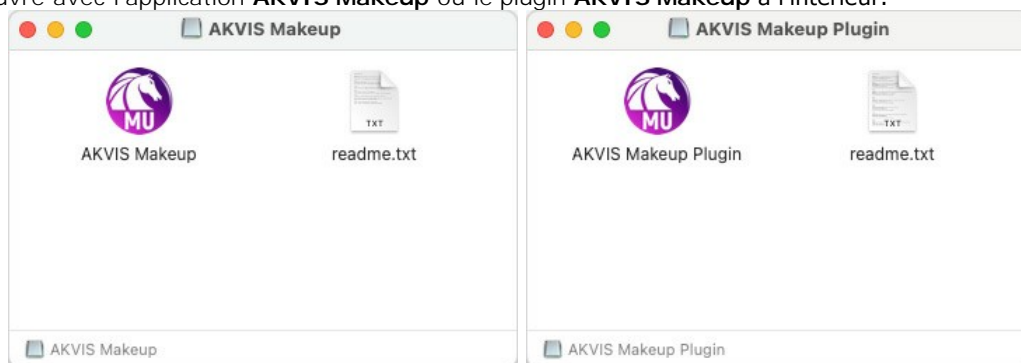 avec l'application AKVIS Makeup ou le plugin AKVIS Makeup à l'intérieur.
AKVIS Makeup
MU
AKVIS Makeup
TXT
readme.txt
AKVIS Makeup
AKVIS Makeup Plugin
MU
AKVIS Makeup Plugin
TXT
readme.txt
AKVIS Makeup Plugin